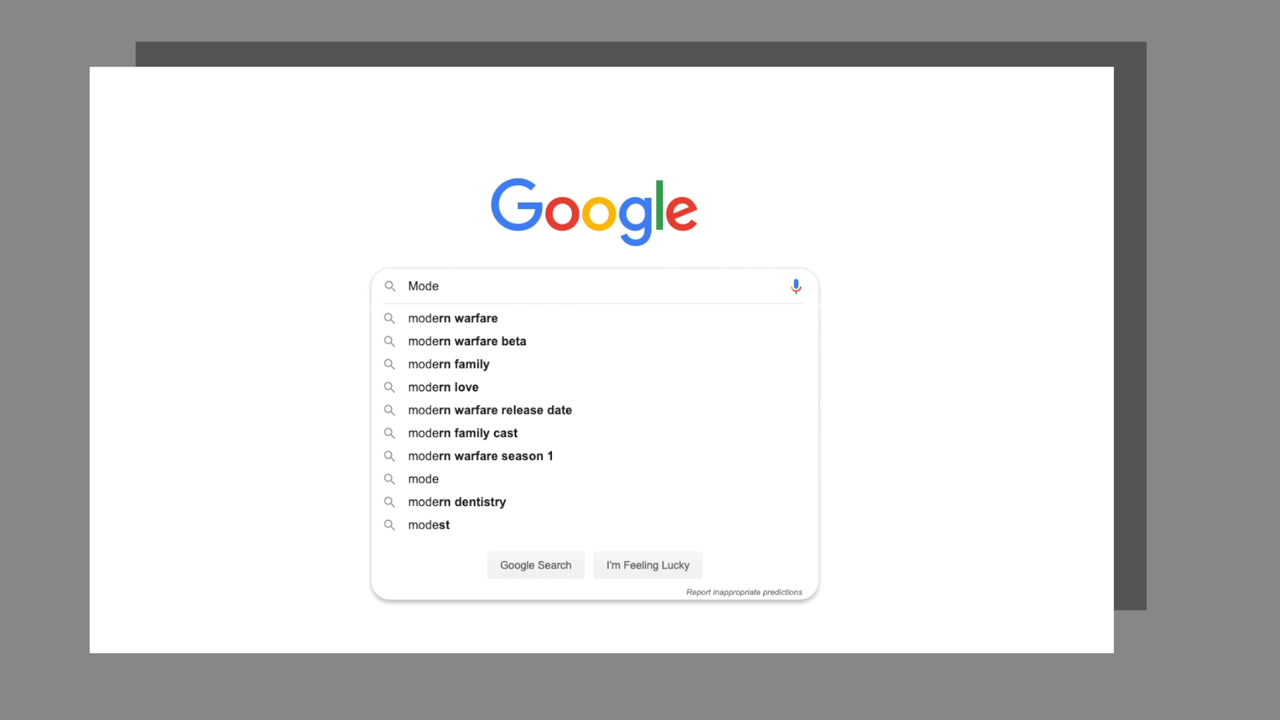 Google
Mode
modern warfare
modern warfare beta
modern family
modern love
modern warfare release date
modern family cast
modern warfare season 1
mode
modern dentistry
modest
Google Search I'm Feeling Lucky
Report inappropriate predictions